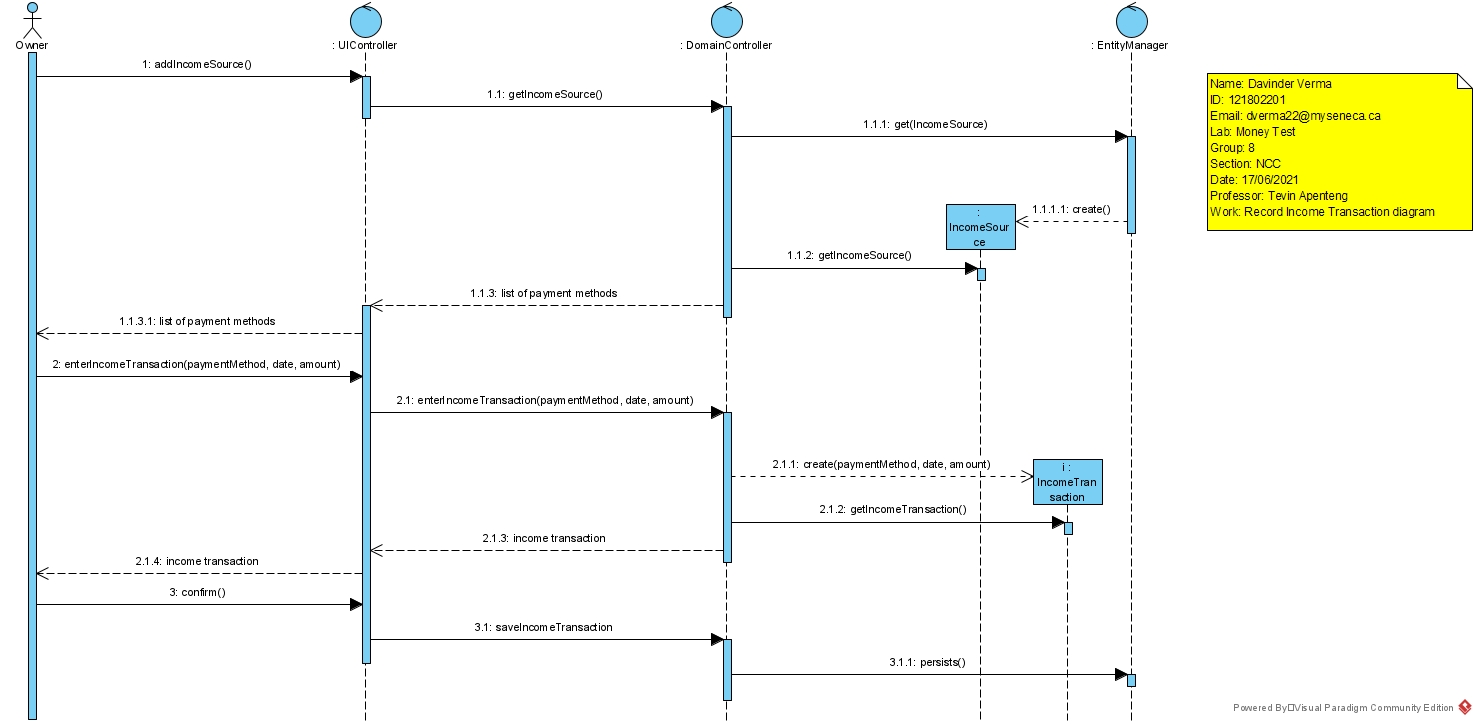 Owner
: UIController
: DomainController
: EntityManager
1: addIncomeSource()
1.1: getIncomeSource()
1.1.1: get(IncomeSource)
Name: Davinder Verma
ID: 121802201
Email: dverma22@myseneca.ca
Lab: Money Test
Group: 8
Section: NCC
Date: 17/06/2021
Professor: Tevin Apenteng
Work: Record Income Transaction diagram
1.1.1.1: create()
:
IncomeSour
ce
1.1.2: getIncomeSource()
1.1.3: list of payment methods
1.1.3.1: list of payment methods
2: enterIncomeTransaction(paymentMethod, date, amount)
2.1: enterIncomeTransaction(paymentMethod, date, amount)
2.1.1: create(paymentMethod, date, amount)
i :
IncomeTran
saction
2.1.2: getIncomeTransaction()
2.1.3: income transaction
2.1.4: income transaction
3: confirm()
3.1: saveIncomeTransaction
3.1.1: persists()
Powered By□Visual Paradigm Community Edition